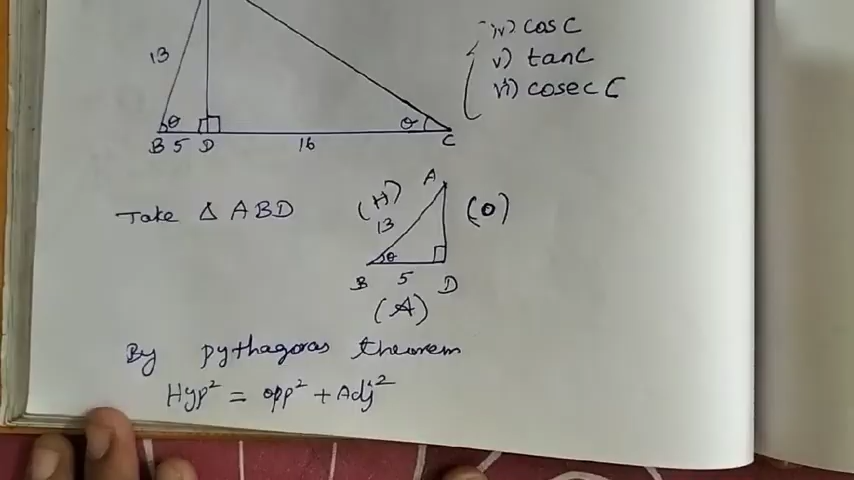 iv) cos C
13
v) tan C
vi) cosec C
θ θ
B 5 D 16 C
A
Take Δ ABD (H) (O)
13
θ
B 5 D
(A)
By pythagoras theorem
Hyp² = opp² + Adj²